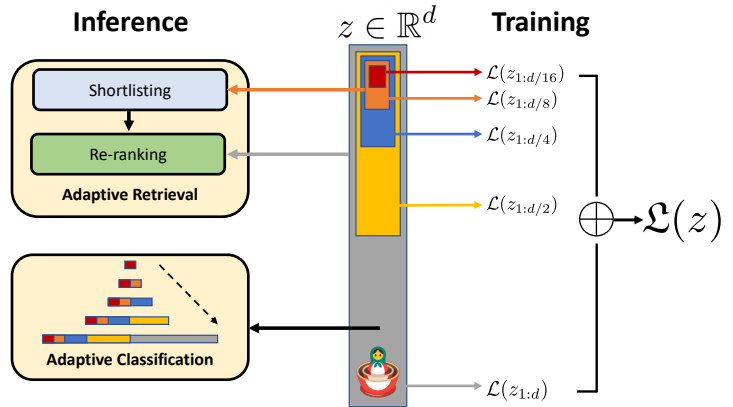 Inference
z ∈ ℝ^d
Training
Shortlisting
Re-ranking
Adaptive Retrieval
Adaptive Classification
ℒ(z_{1:d/16})
ℒ(z_{1:d/8})
ℒ(z_{1:d/4})
ℒ(z_{1:d/2})
ℒ(z_{1:d})
𝔏(z)